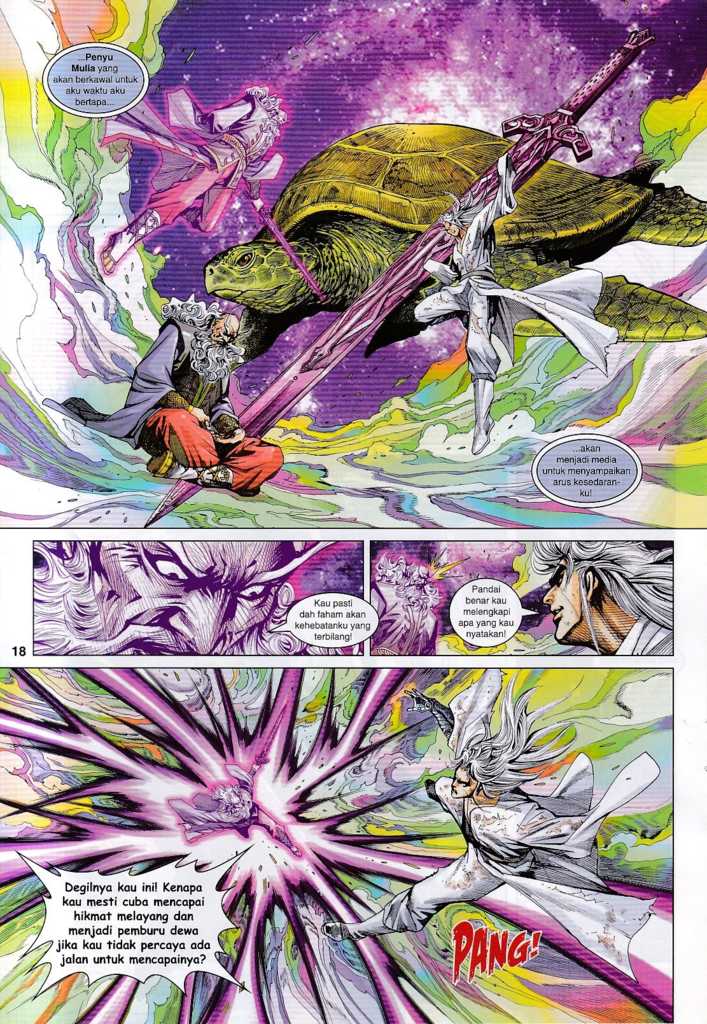 ...Penyu
Mulia yang
akan berkawal untuk
aku waktu aku
bertapa...
...akan
menjadi media
untuk menyampaikan
arus kesedaran-
ku!
Kau pasti
dah faham akan
kehebatanku yang
terbilang!
Pandai
benar kau
melengkapi
apa yang kau
nyatakan!
18
Degilnya kau ini! Kenapa
kau mesti cuba mencapai
hikmat melayang dan
menjadi pemburu dewa
jika kau tidak percaya ada
jalan untuk mencapainya?
PANG!